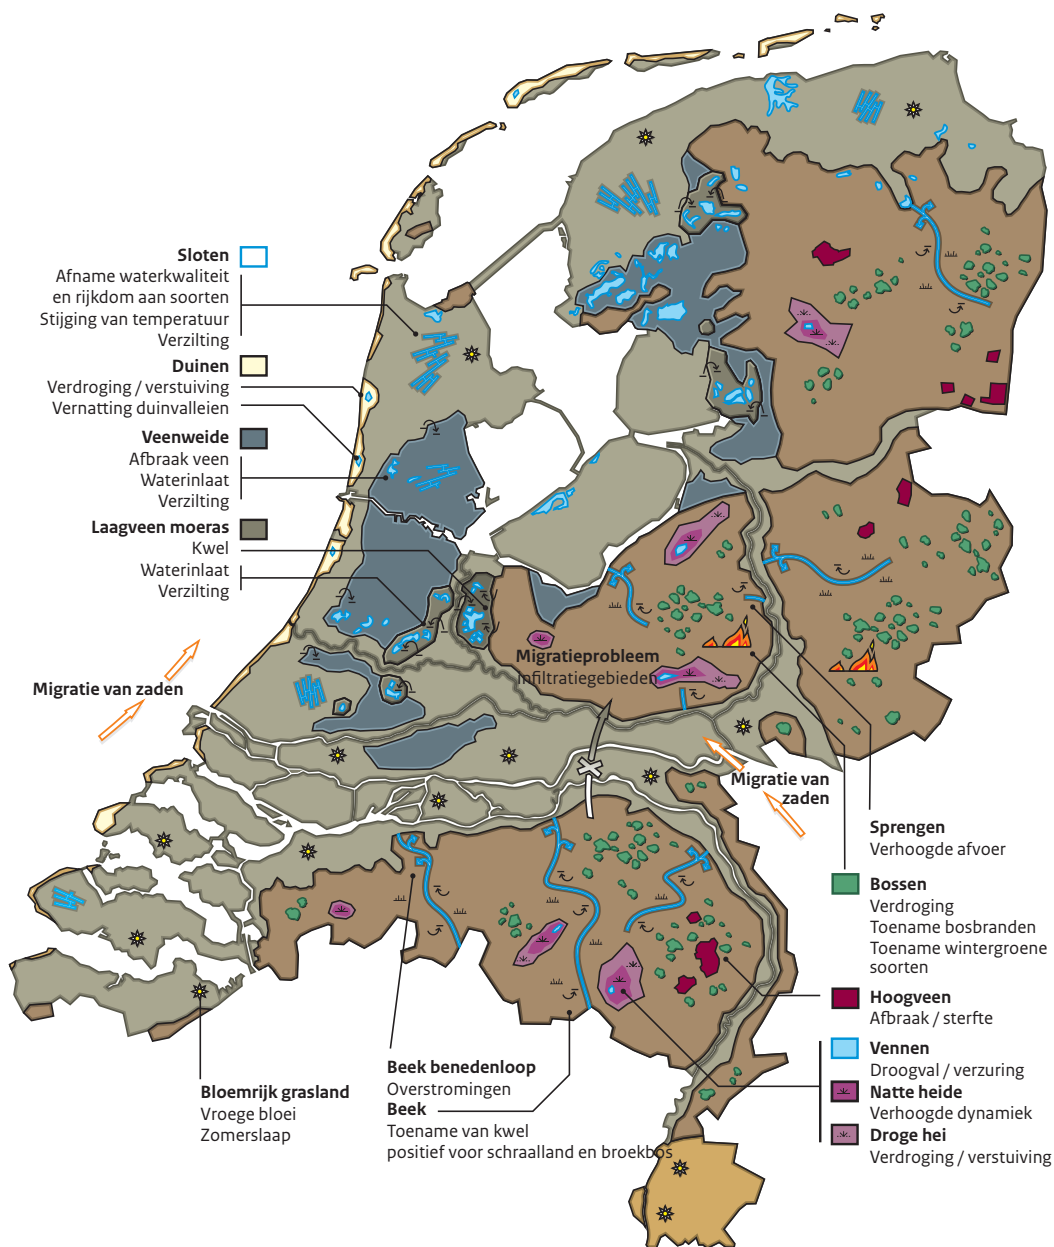 Sloten
Afname waterkwaliteit
en rijkdom aan soorten
Stijging van temperatuur
Verzilting
Duinen
Verdroging / verstuiving
Vernatting duinvalleien
Veenweide
Afbraak veen
Waterinlaat
Verzilting
Laagveen moeras
Kwel
Waterinlaat
Verzilting
Migratie van zaden
Migratieprobleem
infiltratiegebieden
Migratie van
zaden
Sprengen
Verhoogde afvoer
Bossen
Verdroging
Toename bosbranden
Toename wintergroene
soorten
Hoogveen
Afbraak / sterfte
Vennen
Droogval / verzuring
Natte heide
Verhoogde dynamiek
Droge hei
Verdroging / verstuiving
Bloemrijk grasland
Vroege bloei
Zomerslaap
Beek benedenloop
Overstromingen
Beek
Toename van kwel
positief voor schraalland en broekbos